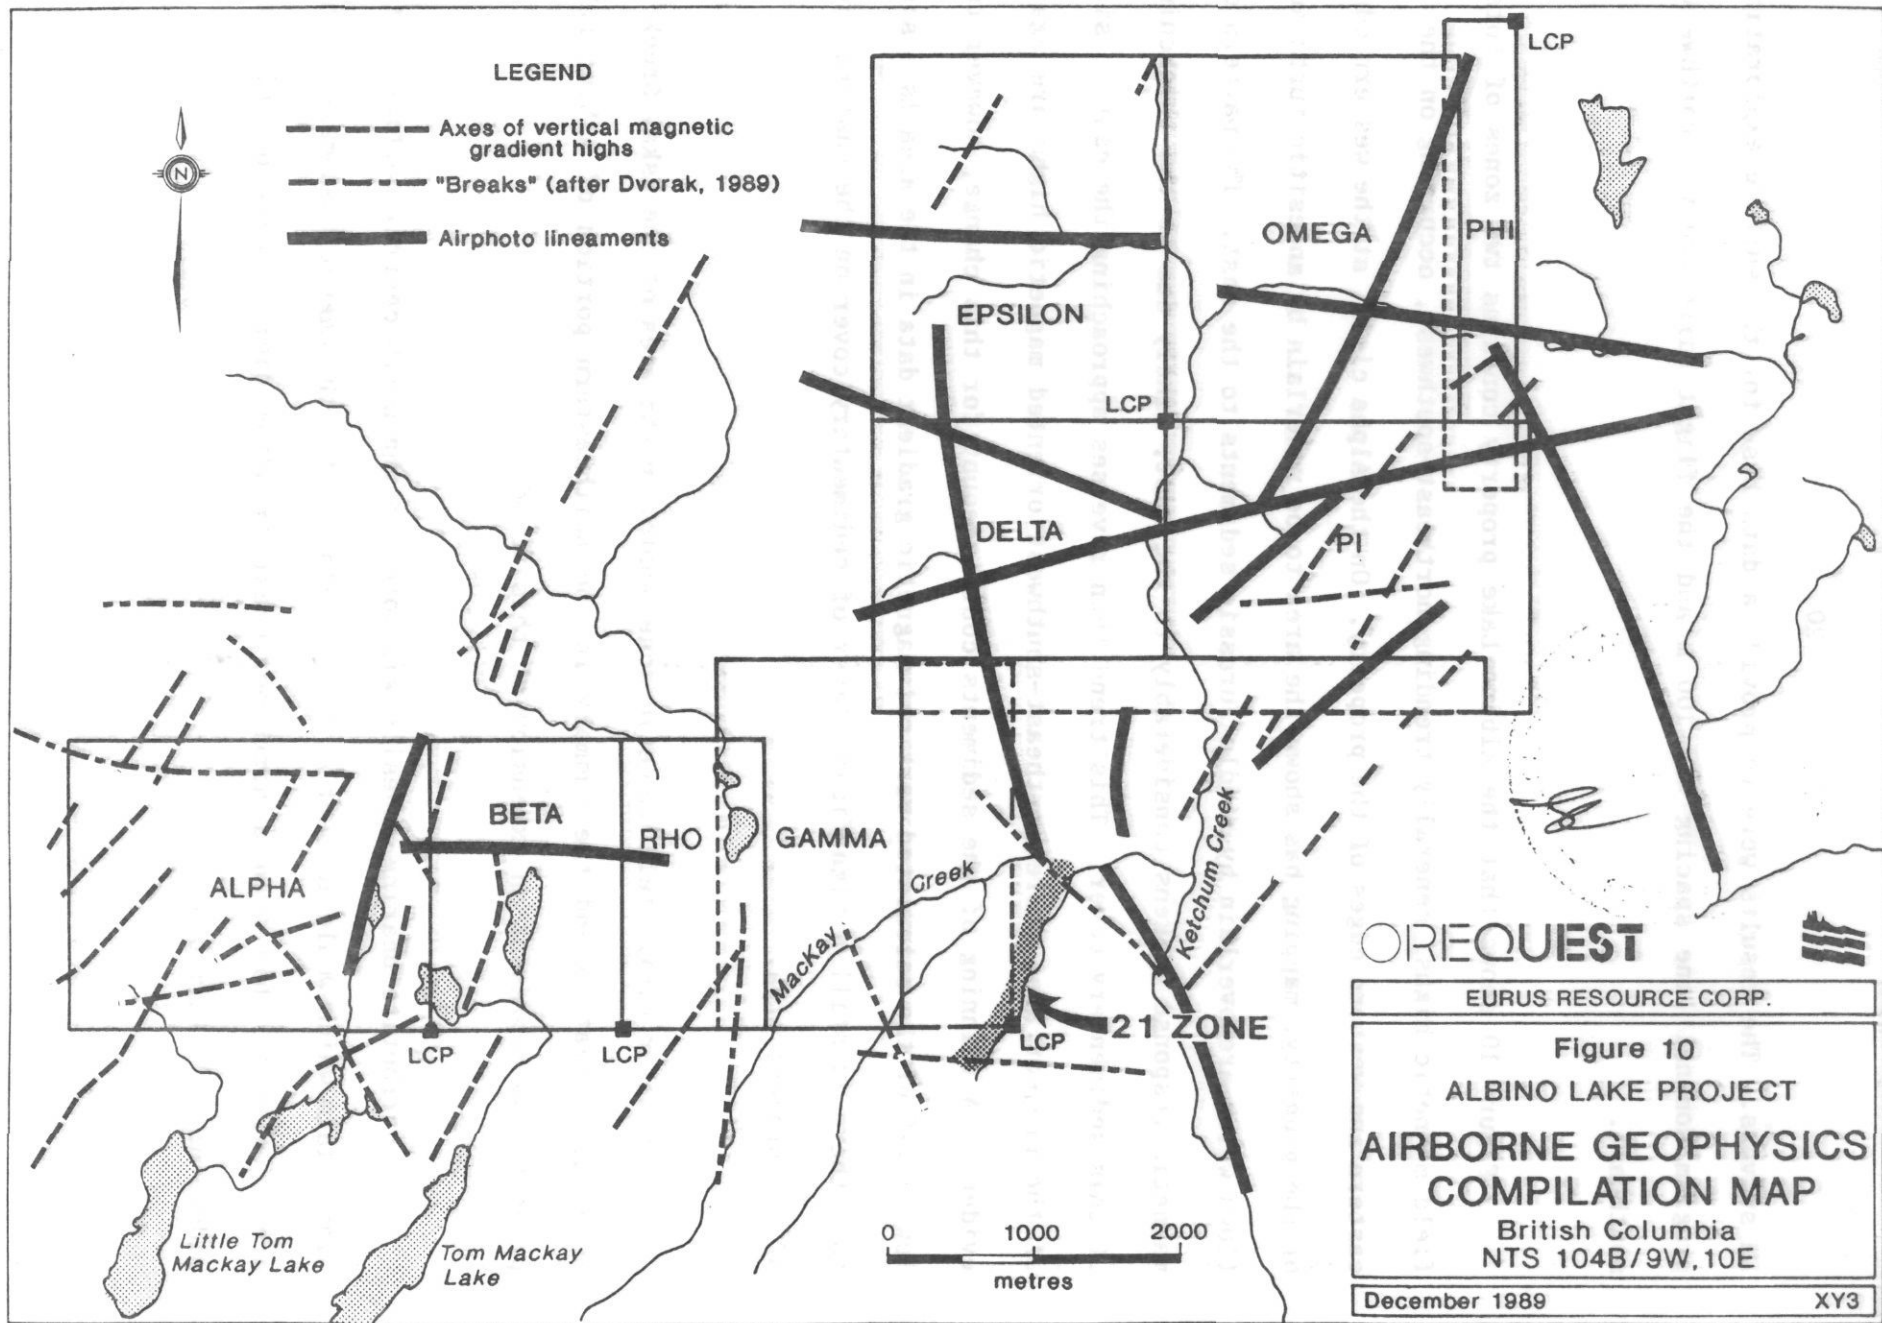 LEGEND
Axes of vertical magnetic
gradient highs
"Breaks" (after Dvorak, 1989)
Airphoto lineaments
N
LCP
OMEGA
PHI
EPSILON
LCP
DELTA
PI
BETA
RHO
GAMMA
ALPHA
MacKay
Creek
Ketchum Creek
LCP
LCP
LCP
21 ZONE
Little Tom
Mackay Lake
Tom Mackay
Lake
0
1000
2000
metres
OREQUEST
EURUS RESOURCE CORP.
Figure 10
ALBINO LAKE PROJECT
AIRBORNE GEOPHYSICS
COMPILATION MAP
British Columbia
NTS 104B/9W,10E
December 1989
XY3